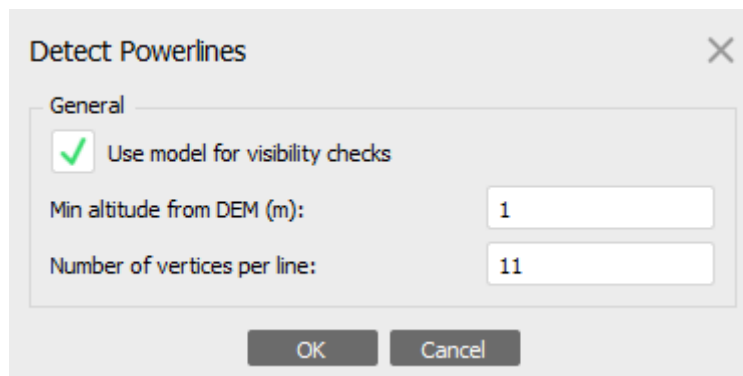 Detect Powerlines
General
Use model for visibility checks
Min altitude from DEM (m): 1
Number of vertices per line: 11
OK Cancel